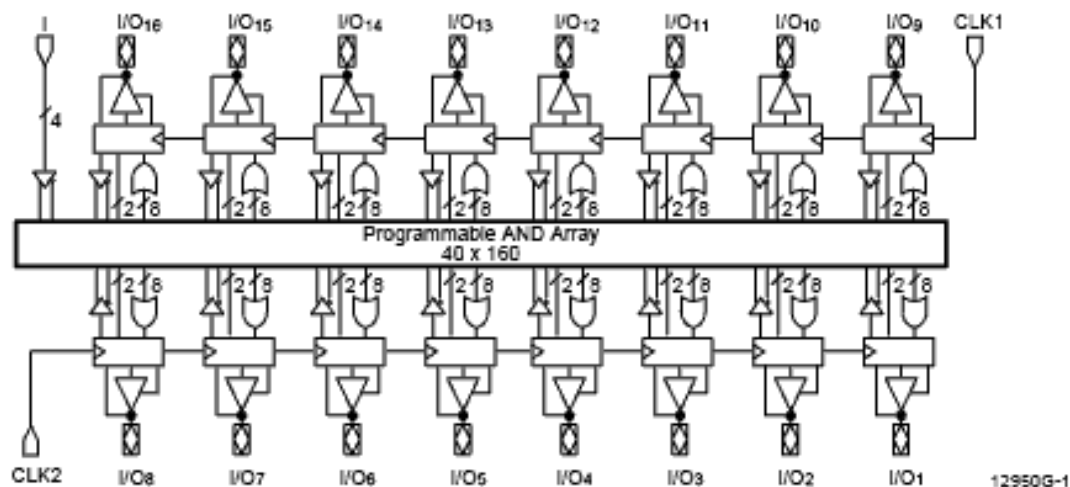 I I/O16 I/O15 I/O14 I/O13 I/O12 I/O11 I/O10 I/O9 CLK1
4
2 8 2 8 2 8 2 8 2 8 2 8 2 8 2 8
Programmable AND Array
40 x 160
2 8 2 8 2 8 2 8 2 8 2 8 2 8 2 8
CLK2 I/O8 I/O7 I/O6 I/O5 I/O4 I/O3 I/O2 I/O1 12950G-1